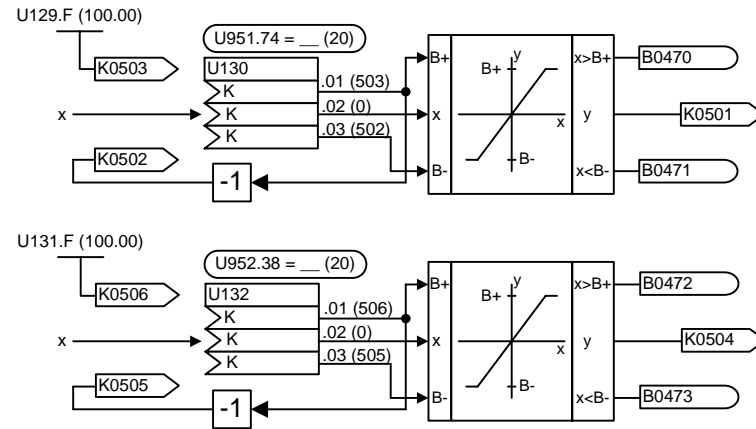 U129.F (100.00)
U951.74 = __ (20)
K0503
U130
K
.01 (503)
x
K
.02 (0)
K
.03 (502)
K0502
-1
B+
x
B-
y
B+
x
B-
x>B+
y
x<B-
B0470
K0501
B0471
U131.F (100.00)
U952.38 = __ (20)
K0506
U132
K
.01 (506)
x
K
.02 (0)
K
.03 (505)
K0505
-1
B+
x
B-
y
B+
x
B-
x>B+
y
x<B-
B0472
K0504
B0473